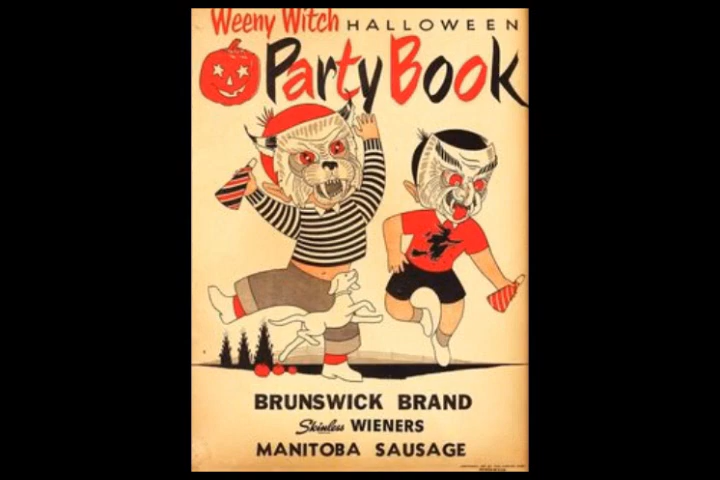 Weeny Witch HALLOWEEN
Party Book
BRUNSWICK BRAND
Skinless WIENERS
MANITOBA SAUSAGE